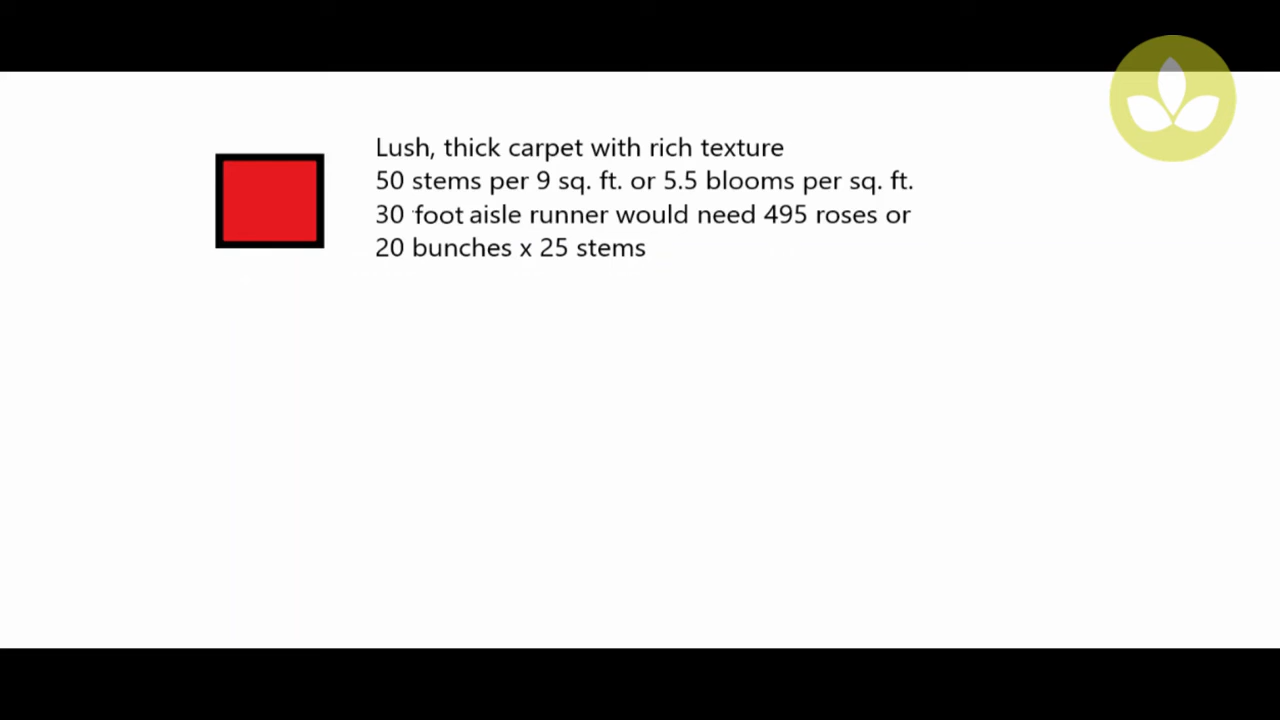 Lush, thick carpet with rich texture
50 stems per 9 sq. ft. or 5.5 blooms per sq. ft.
30 foot aisle runner would need 495 roses or
20 bunches x 25 stems